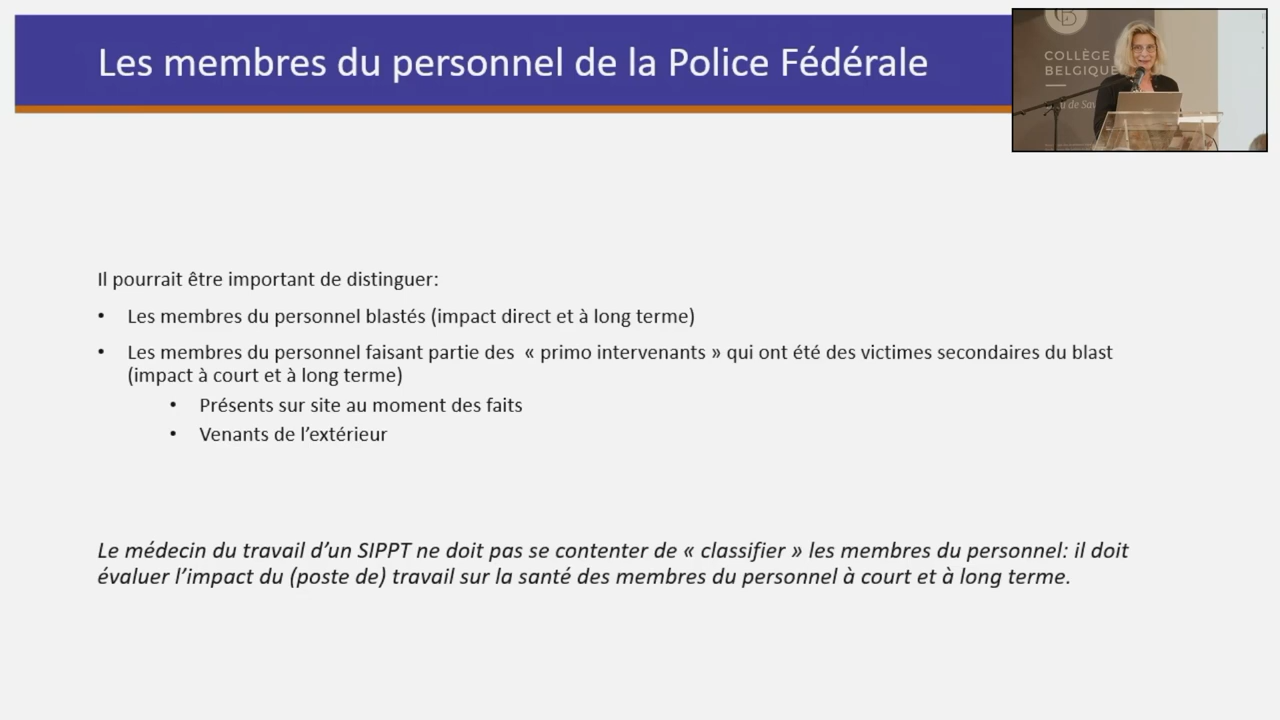 Les membres du personnel de la Police Fédérale
COLLÈGE
BELGIQUE
Il pourrait être important de distinguer:
• Les membres du personnel blastés (impact direct et à long terme)
• Les membres du personnel faisant partie des « primo intervenants » qui ont été des victimes secondaires du blast
(impact à court et à long terme)
• Présents sur site au moment des faits
• Venants de l’extérieur
Le médecin du travail d’un SIPPT ne doit pas se contenter de « classifier » les membres du personnel: il doit
évaluer l’impact du (poste de) travail sur la santé des membres du personnel à court et à long terme.